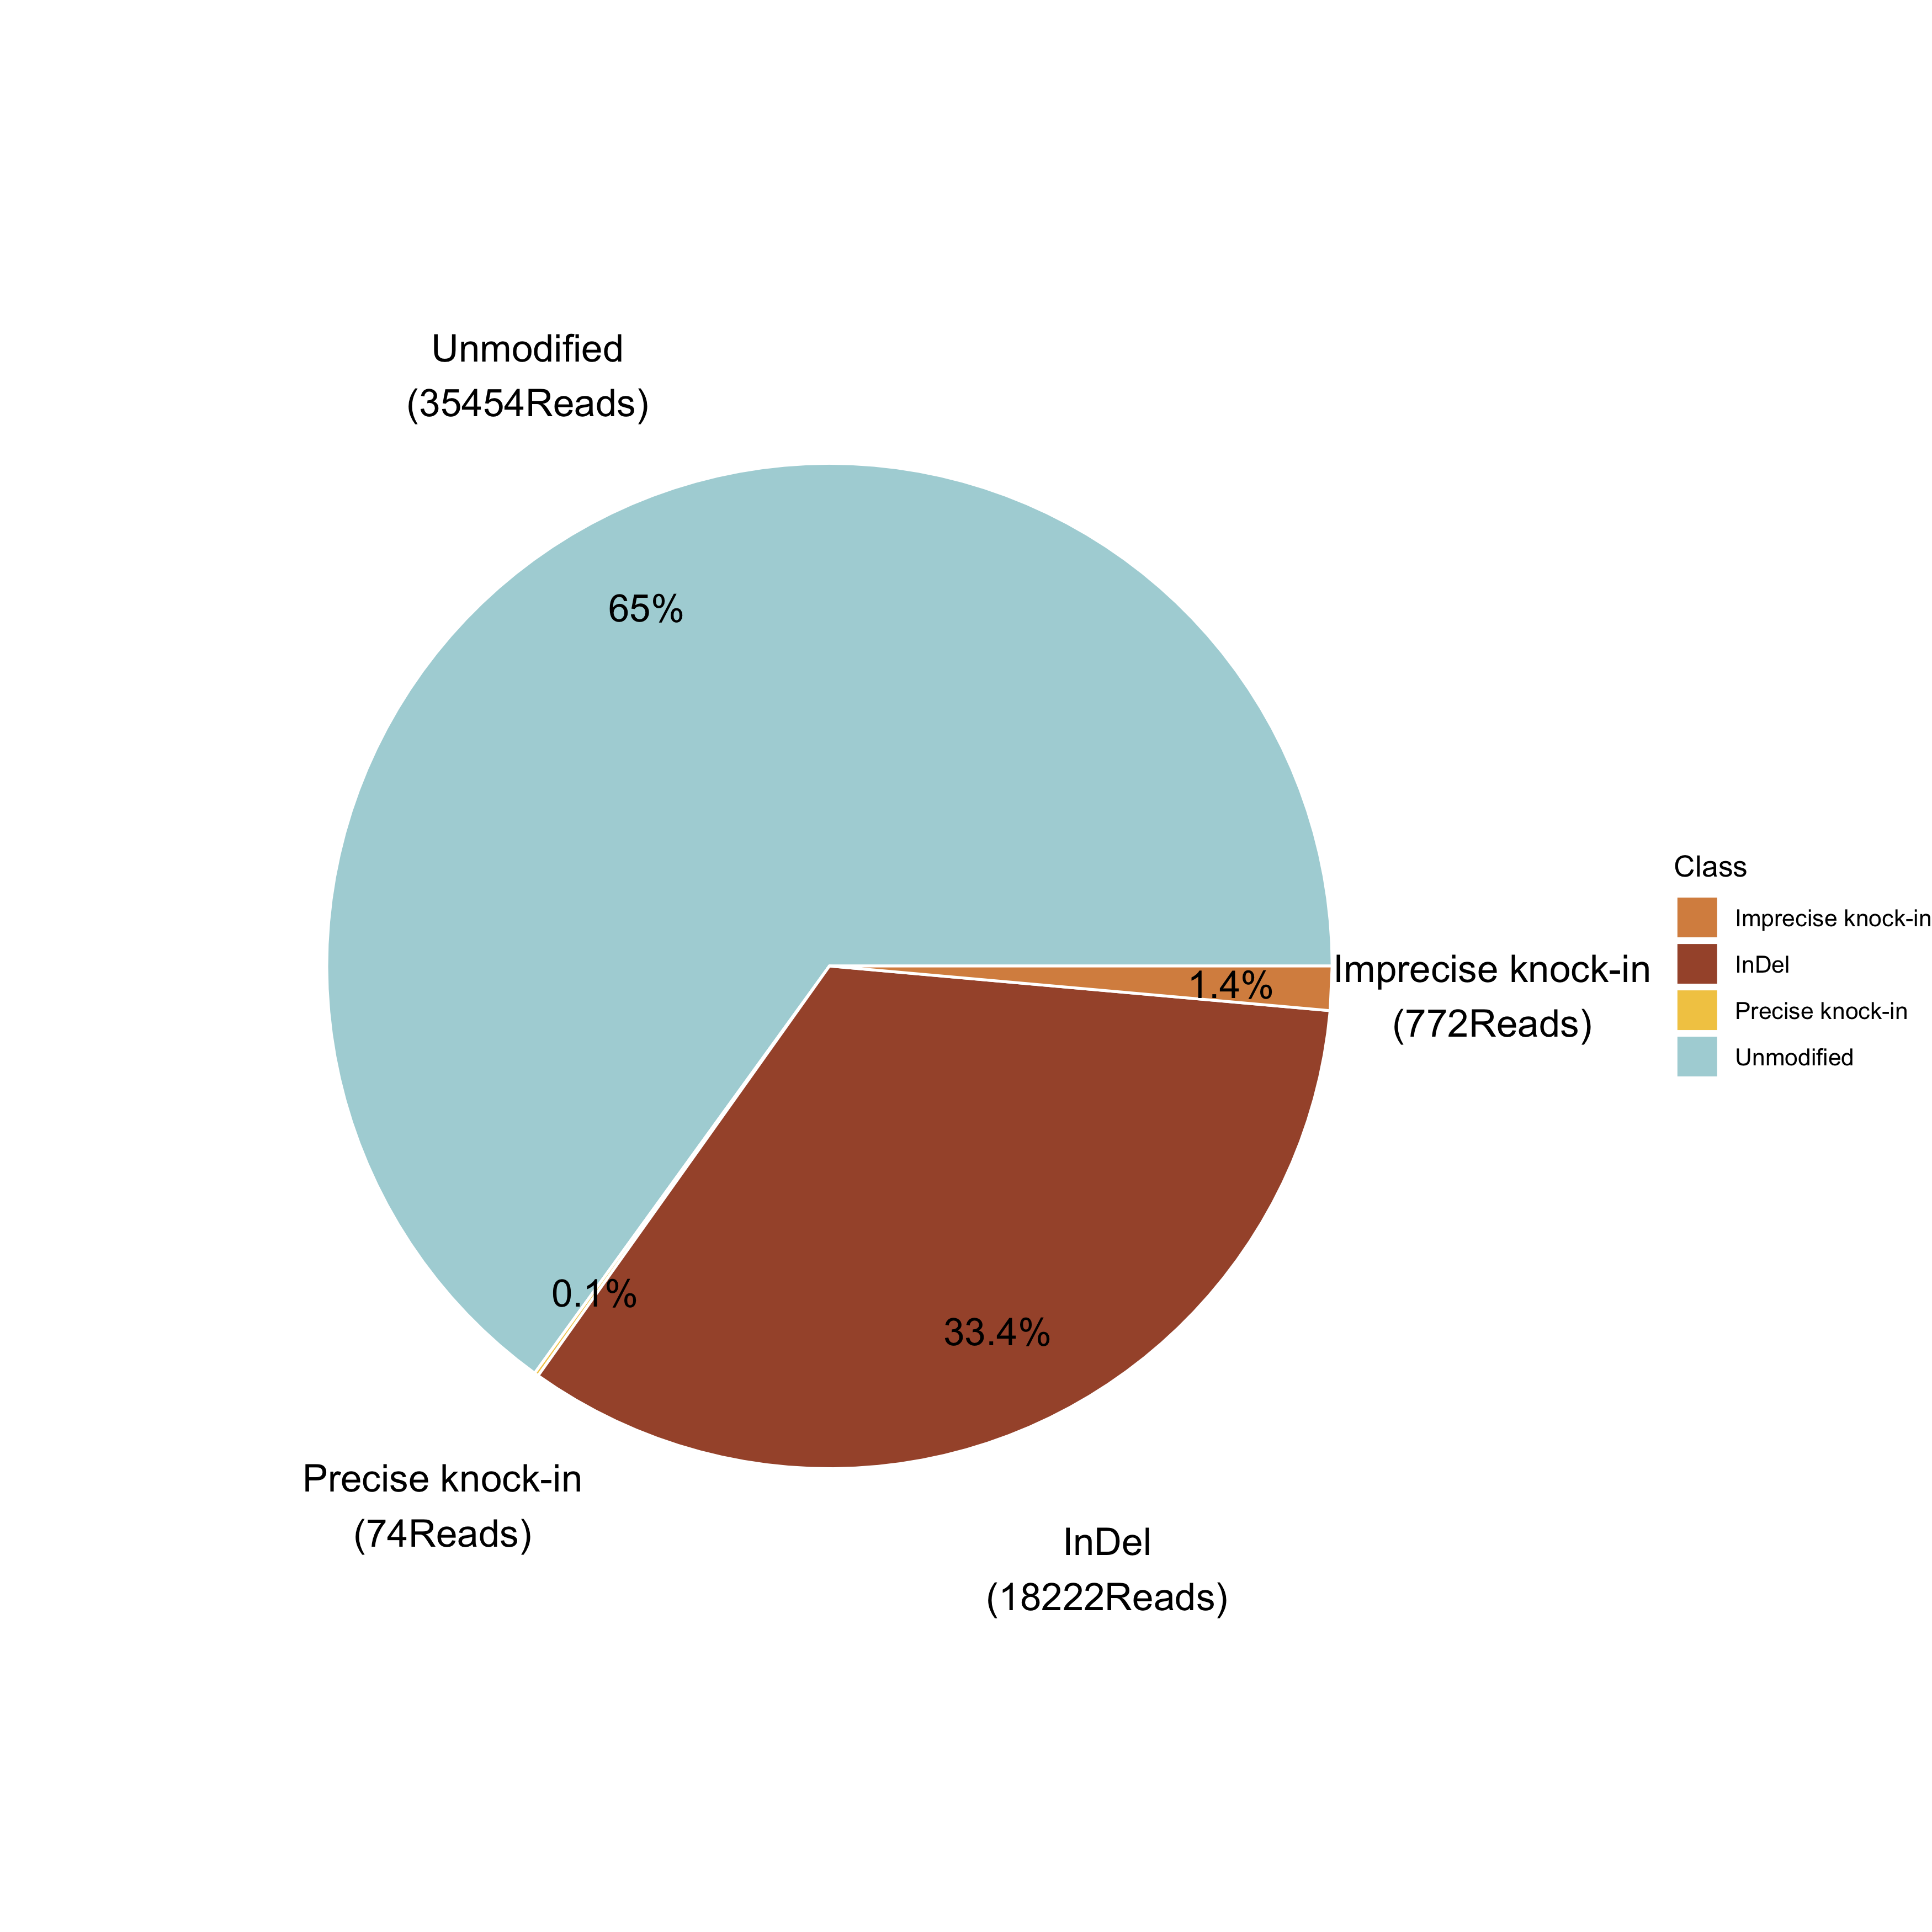 Unmodified
(35454Reads)
65%
Imprecise knock-in
(772Reads)
1.4%
0.1%
33.4%
Precise knock-in
(74Reads)
InDel
(18222Reads)
Class
Imprecise knock-in
InDel
Precise knock-in
Unmodified